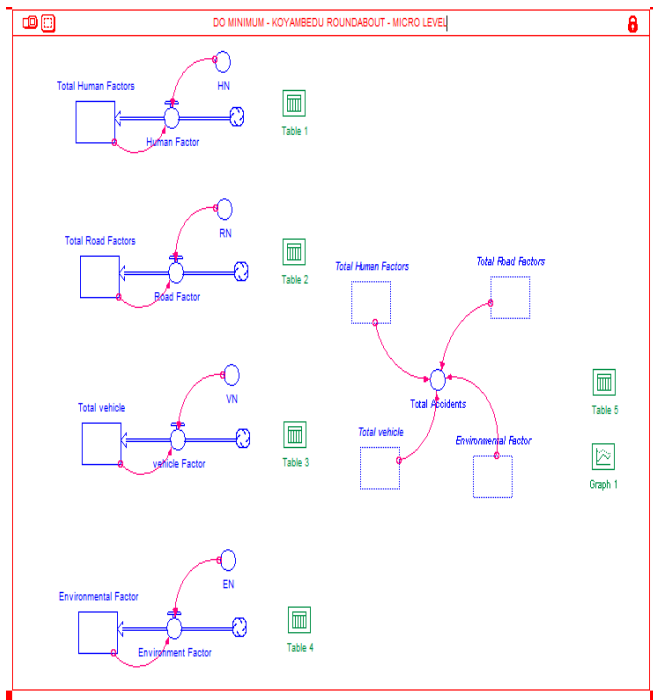 DO MINIMUM - KOYAMBEDU ROUNDABOUT - MICRO LEVEL
Total Human Factors
HN
Human Factor
Table 1
Total Road Factors
RN
Road Factor
Table 2
Total vehicle
VN
vehicle Factor
Table 3
Environmental Factor
EN
Environment Factor
Table 4
Total Human Factors
Total Road Factors
Total Accidents
Total vehicle
Environmental Factor
Table 5
Graph 1